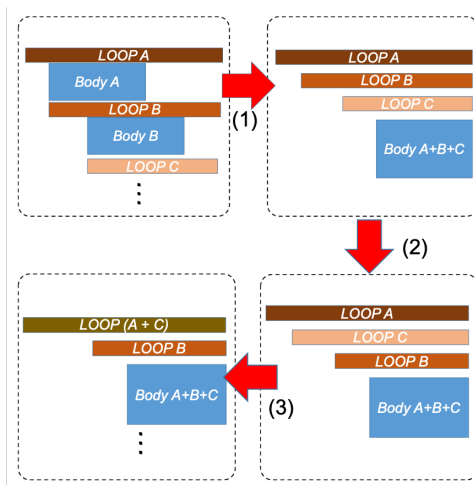 LOOP A
Body A
LOOP B
Body B
LOOP C
(1)
LOOP A
LOOP B
LOOP C
Body A+B+C
(2)
LOOP A
LOOP C
LOOP B
Body A+B+C
(3)
LOOP (A + C)
LOOP B
Body A+B+C